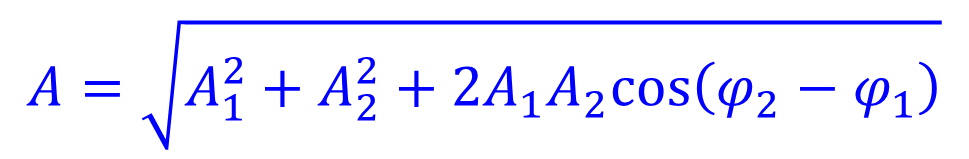 A = √(A₁² + A₂² + 2A₁A₂cos(φ₂ − φ₁))